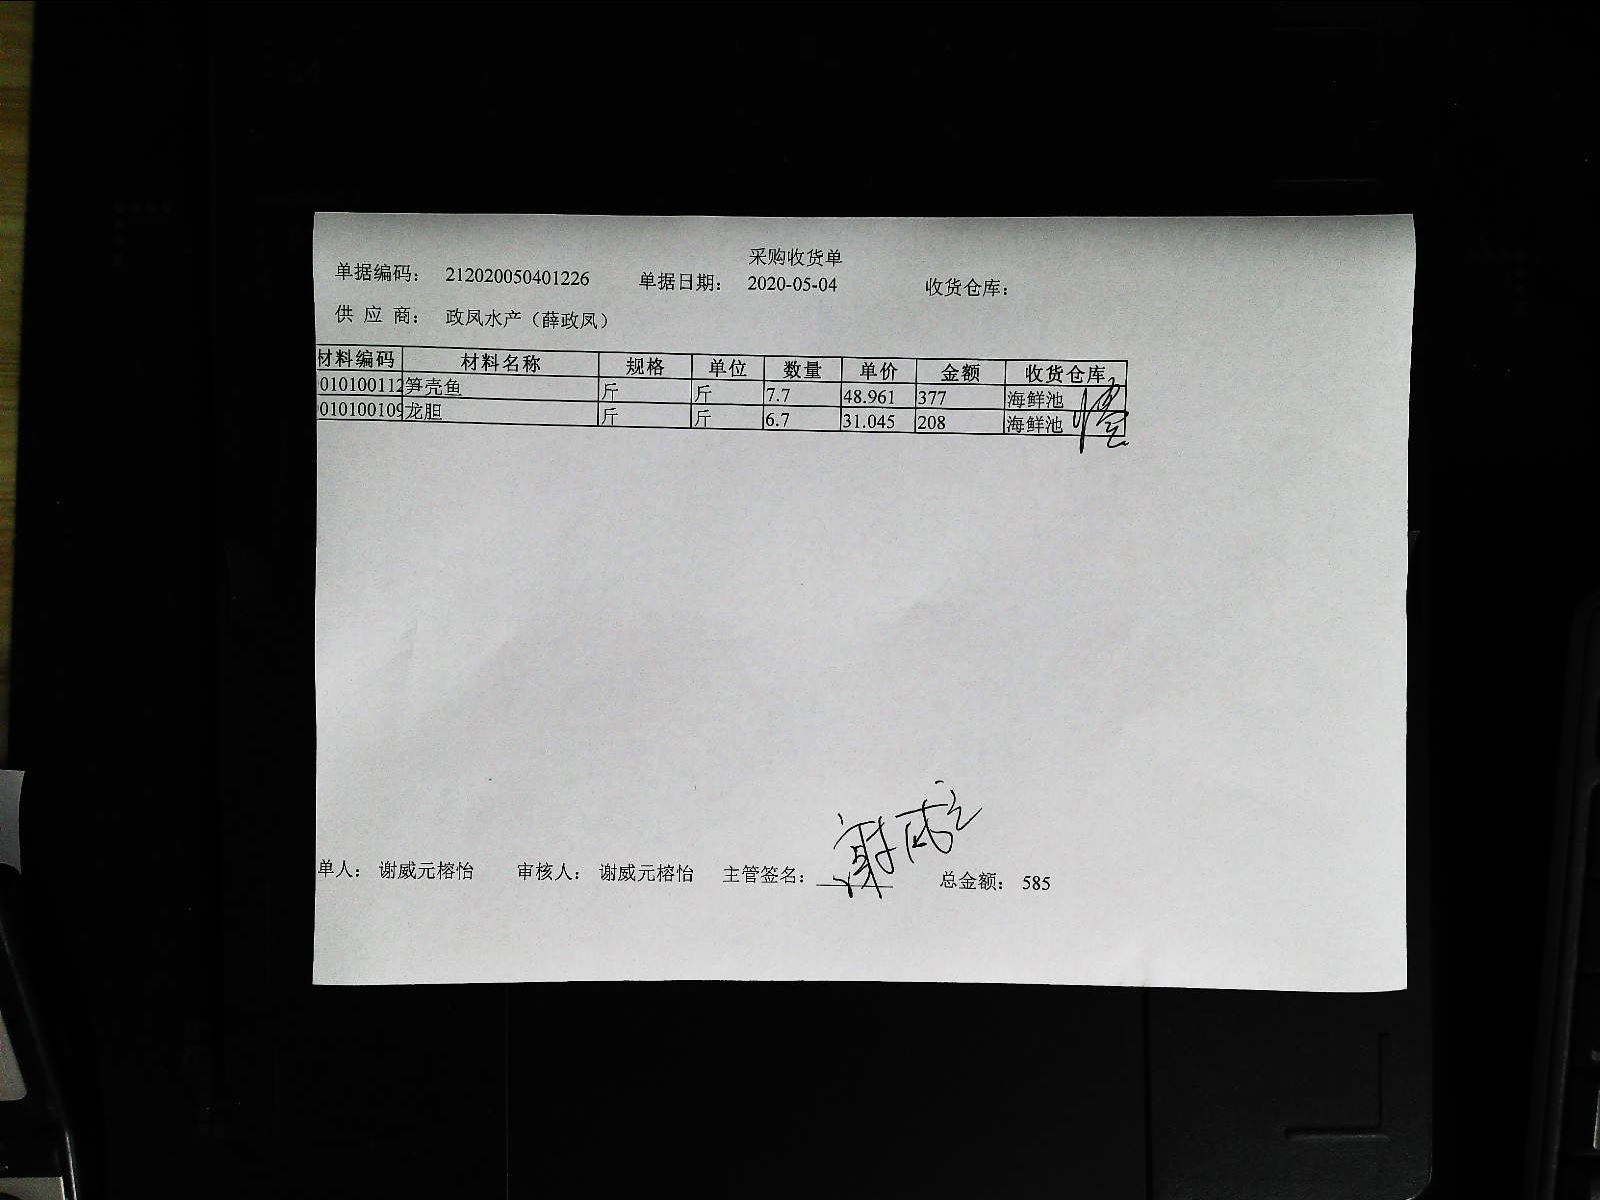 采购收货单
单据编码： 212020050401226 单据日期： 2020-05-04 收货仓库：
供 应 商： 政凤水产（薛政凤）
材料编码 材料名称 规格 单位 数量 单价 金额 收货仓库
010100112 笋壳鱼 斤 斤 7.7 48.961 377 海鲜池
010100109 龙胆 斤 斤 6.7 31.045 208 海鲜池
单人： 谢威元榕怡 审核人： 谢威元榕怡 主管签名： 谢威元 总金额： 585